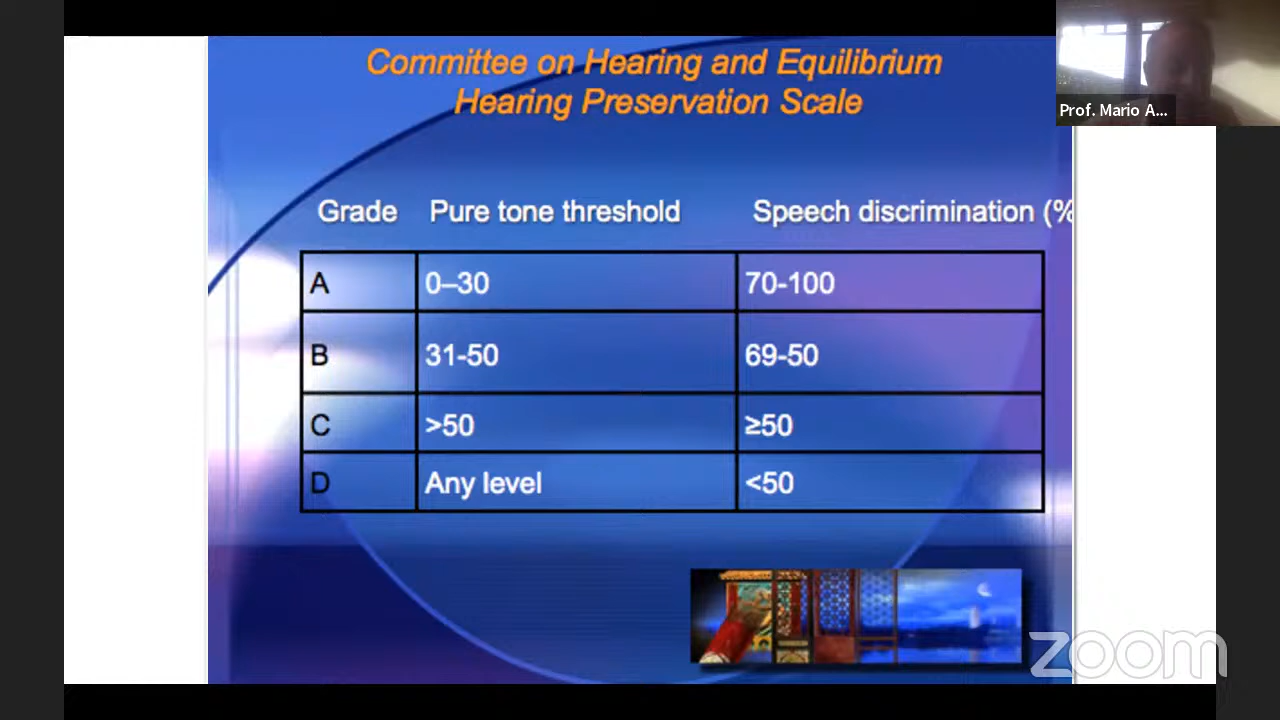 Committee on Hearing and Equilibrium
Hearing Preservation Scale
Prof. Mario A...
Grade Pure tone threshold Speech discrimination (%
A 0–30 70-100
B 31-50 69-50
C >50 ≥50
D Any level <50
zoom